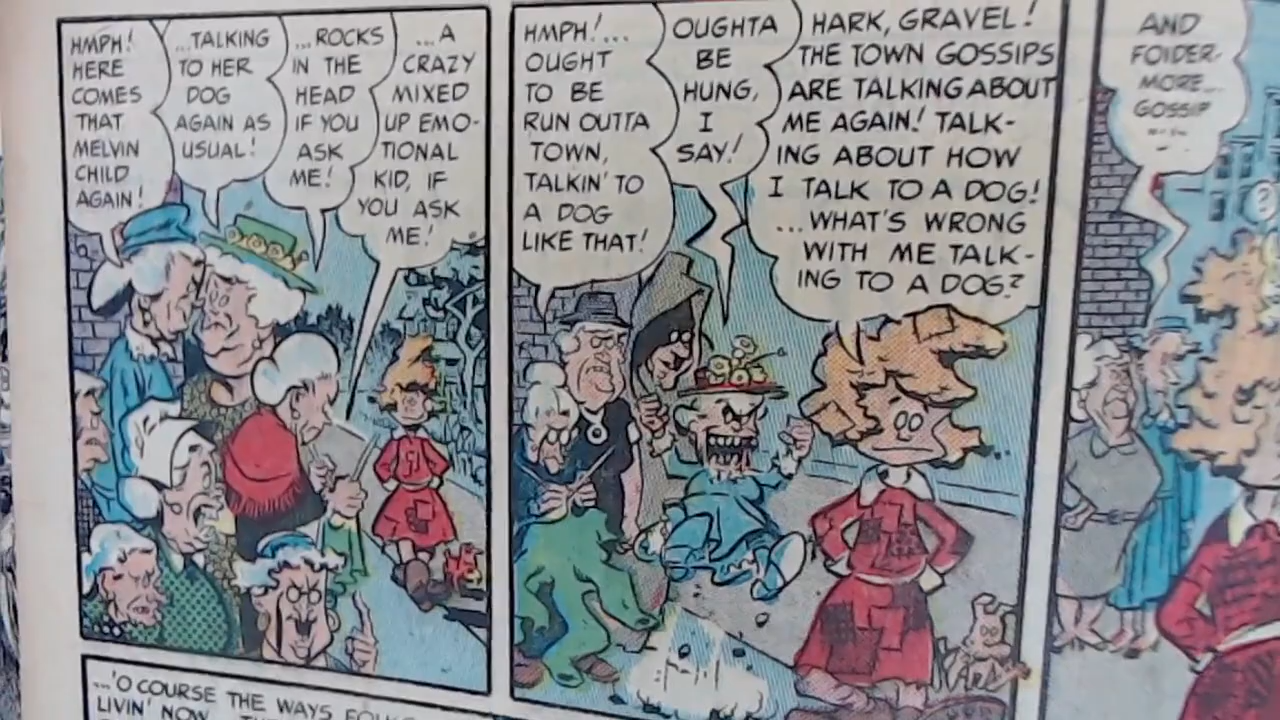 HMPH!
HERE
COMES
THAT
MELVIN
CHILD
AGAIN!
...TALKING
TO HER
DOG
AGAIN AS
USUAL!
...ROCKS
IN THE
HEAD
IF YOU
ASK
ME!
...A
CRAZY
MIXED
UP EMO-
TIONAL
KID, IF
YOU ASK
ME!
HMPH!...
OUGHT
TO BE
RUN OUTTA
TOWN,
TALKIN' TO
A DOG
LIKE THAT!
OUGHTA
BE
HUNG,
I
SAY!
HARK, GRAVEL!
THE TOWN GOSSIPS
ARE TALKING ABOUT
ME AGAIN! TALK-
ING ABOUT HOW
I TALK TO A DOG!
...WHAT'S WRONG
WITH ME TALK-
ING TO A DOG?
AND
FOIDER-
MORE...
GOSSIP
?
...'O COURSE THE WAYS
LIVIN' NOW